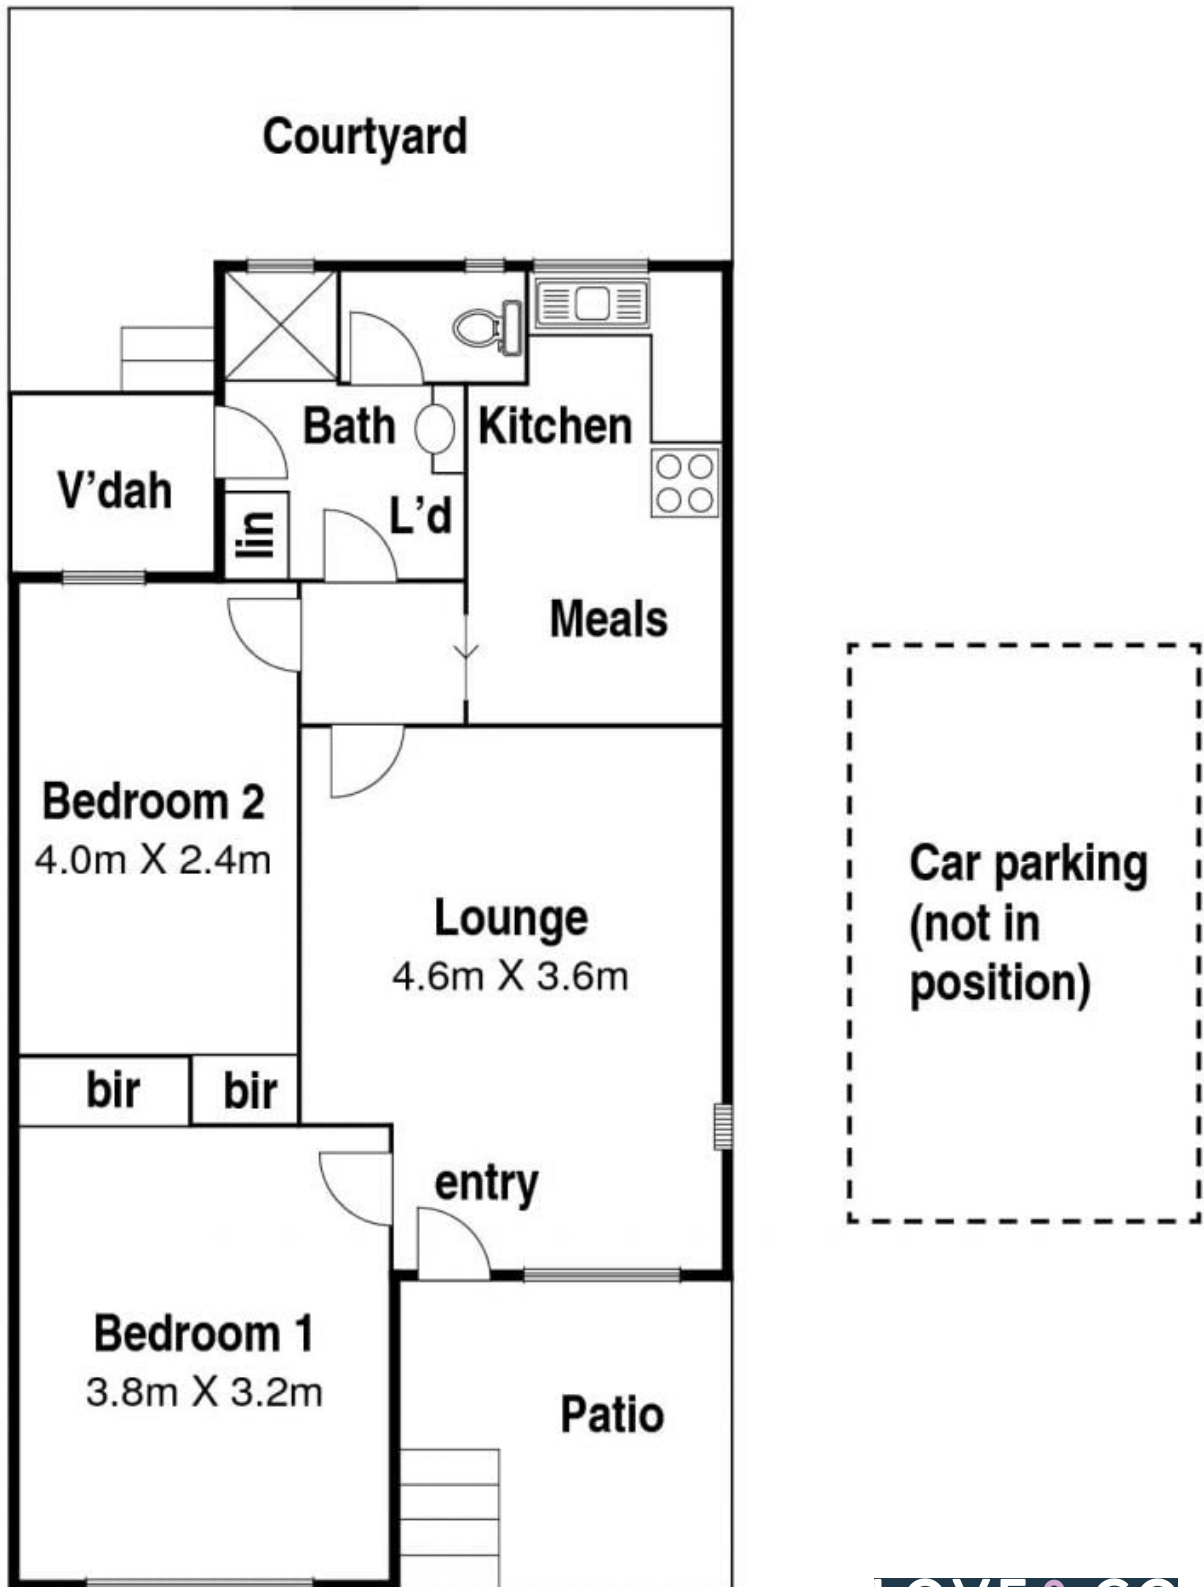 Courtyard
Bath
Kitchen
V'dah
L'd
lin
Meals
Bedroom 2
4.0m X 2.4m
Lounge
4.6m X 3.6m
Car parking
(not in
position)
bir
bir
entry
Bedroom 1
3.8m X 3.2m
Patio